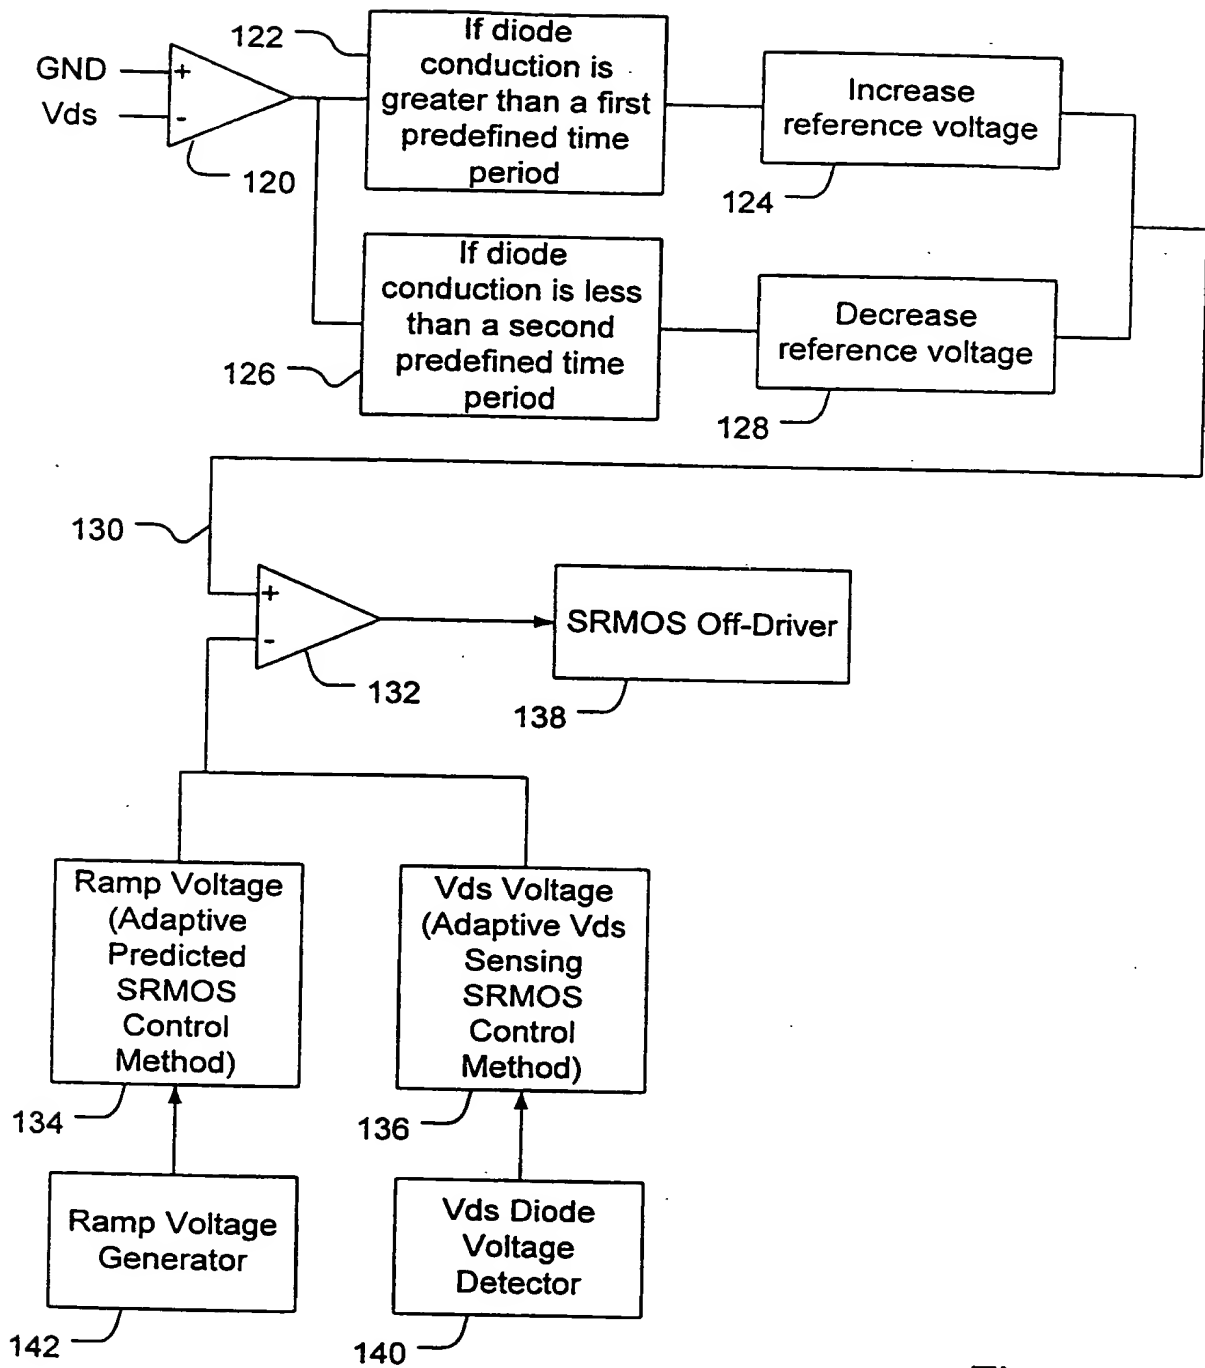 122
If diode
conduction is
greater than a first
predefined time
period
GND
+
Vds
-
120
Increase
reference voltage
124
If diode
conduction is less
than a second
predefined time
period
126
Decrease
reference voltage
128
130
+
-
132
SRMOS Off-Driver
138
Ramp Voltage
(Adaptive
Predicted
SRMOS
Control
Method)
134
Vds Voltage
(Adaptive Vds
Sensing
SRMOS
Control
Method)
136
Ramp Voltage
Generator
142
Vds Diode
Voltage
Detector
140